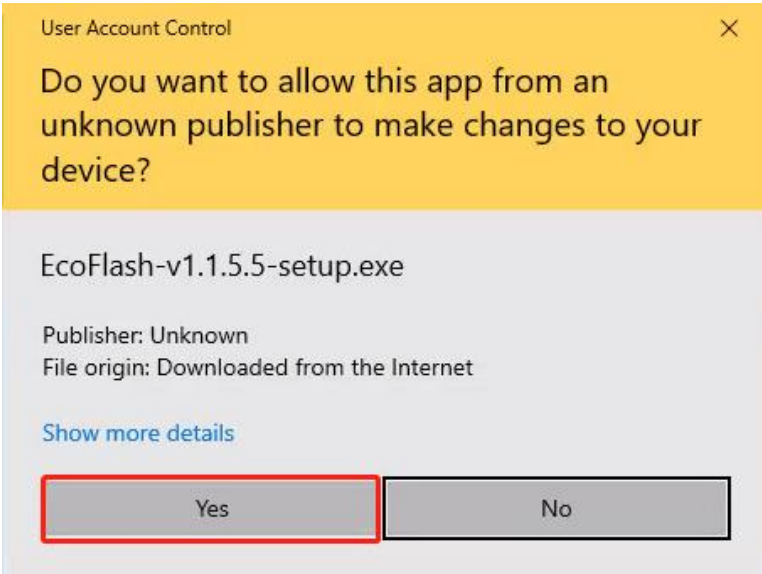 User Account Control
Do you want to allow this app from an
unknown publisher to make changes to your
device?
EcoFlash-v1.1.5.5-setup.exe
Publisher: Unknown
File origin: Downloaded from the Internet
Show more details
Yes
No